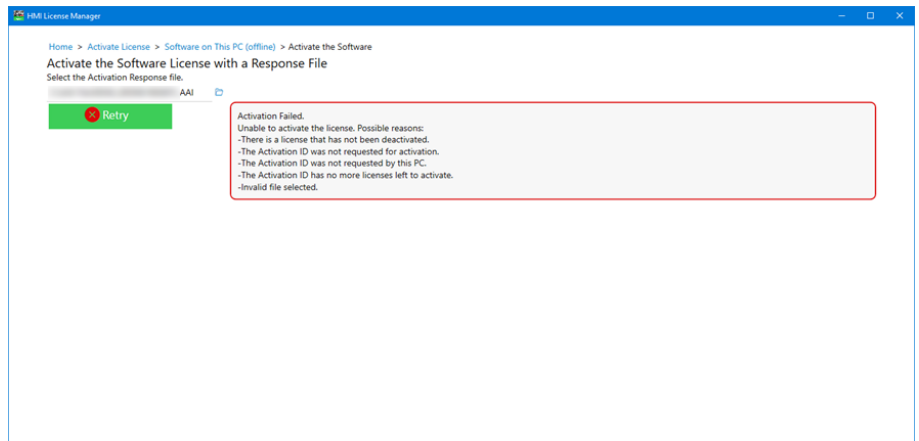 HMI License Manager
Home > Activate License > Software on This PC (offline) > Activate the Software
Activate the Software License with a Response File
Select the Activation Response file.
AAI
Retry
Activation Failed.
Unable to activate the license. Possible reasons:
-There is a license that has not been deactivated.
-The Activation ID was not requested for activation.
-The Activation ID was not requested by this PC.
-The Activation ID has no more licenses left to activate.
-Invalid file selected.